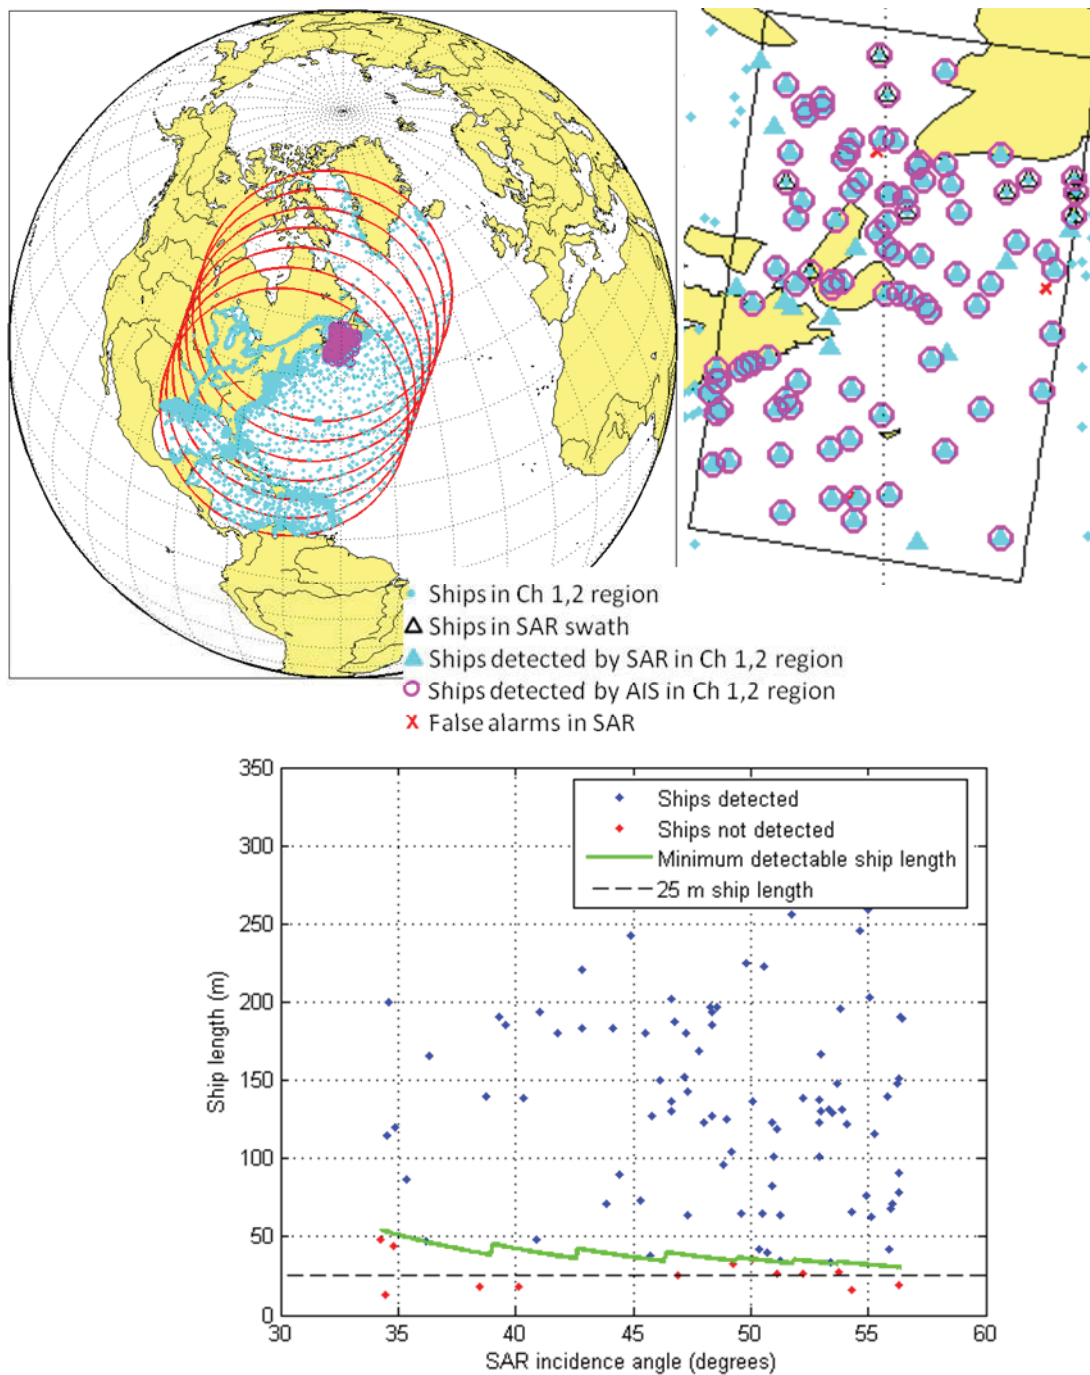 Ships in Ch 1,2 region
Ships in SAR swath
Ships detected by SAR in Ch 1,2 region
Ships detected by AIS in Ch 1,2 region
False alarms in SAR
350
300
250
200
150
100
50
0
Ship length (m)
Ships detected
Ships not detected
Minimum detectable ship length
25 m ship length
30
35
40
45
50
55
60
SAR incidence angle (degrees)